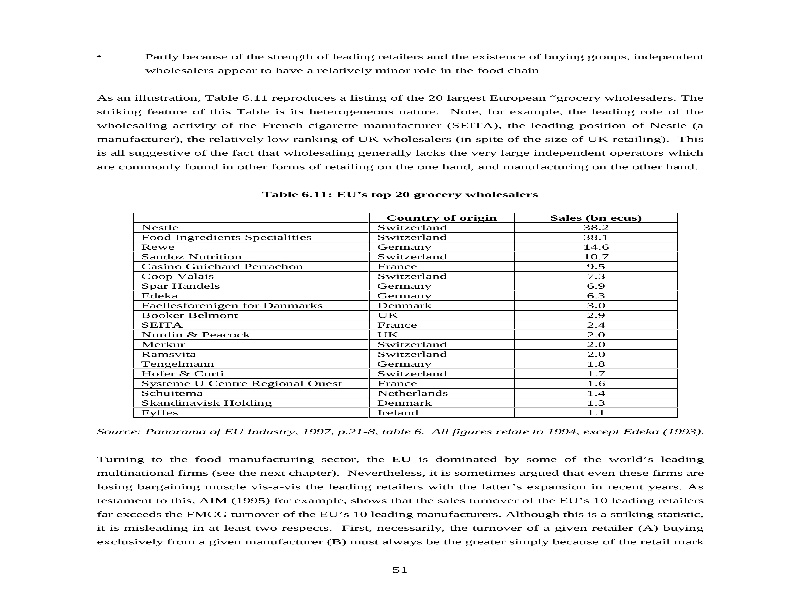 • Partly because of the strength of leading retailers and the existence of buying groups, independent
wholesalers appear to have a relatively minor role in the food chain
As an illustration, Table 6.11 reproduces a listing of the 20 largest European “grocery wholesalers. The
striking feature of this Table is its heterogeneous nature. Note, for example, the leading role of the
wholesaling activity of the French cigarette manufacturer (SEITA), the leading position of Nestle (a
manufacturer), the relatively low ranking of UK wholesalers (in spite of the size of UK retailing). This
is all suggestive of the fact that wholesaling generally lacks the very large independent operators which
are commonly found in other forms of retailing on the one hand, and manufacturing on the other hand.
Table 6.11: EU's top 20 grocery wholesalers
Country of origin Sales (bn ecus)
Nestle Switzerland 38.2
Food Ingredients Specialities Switzerland 38.1
Rewe Germany 14.6
Sandoz Nutrition Switzerland 10.7
Casino Guichard Perrachon France 9.5
Coop Valais Switzerland 7.3
Spar Handels Germany 6.9
Edeka Germany 6.3
Faellesforenigen for Danmarks Denmark 3.0
Booker Belmont UK 2.9
SEITA France 2.4
Nurdin & Peacock UK 2.0
Merkur Switzerland 2.0
Ramsvita Switzerland 2.0
Tengelmann Germany 1.8
Hofer & Curti Switzerland 1.7
Systeme U Centre Regional Ouest France 1.6
Schuitema Netherlands 1.4
Skandinavisk Holding Denmark 1.3
Fyffes Ireland 1.1
Source: Panorama of EU Industry, 1997, p.21-8, table 6. All figures relate to 1994, except Edeka (1993).
Turning to the food manufacturing sector, the EU is dominated by some of the world's leading
multinational firms (see the next chapter). Nevertheless, it is sometimes argued that even these firms are
losing bargaining muscle vis-a-vis the leading retailers with the latter's expansion in recent years. As
testament to this, AIM (1995) for example, shows that the sales turnover of the EU's 10 leading retailers
far exceeds the FMCG turnover of the EU's 10 leading manufacturers. Although this is a striking statistic,
it is misleading in at least two respects. First, necessarily, the turnover of a given retailer (A) buying
exclusively from a given manufacturer (B) must always be the greater simply because of the retail mark
51